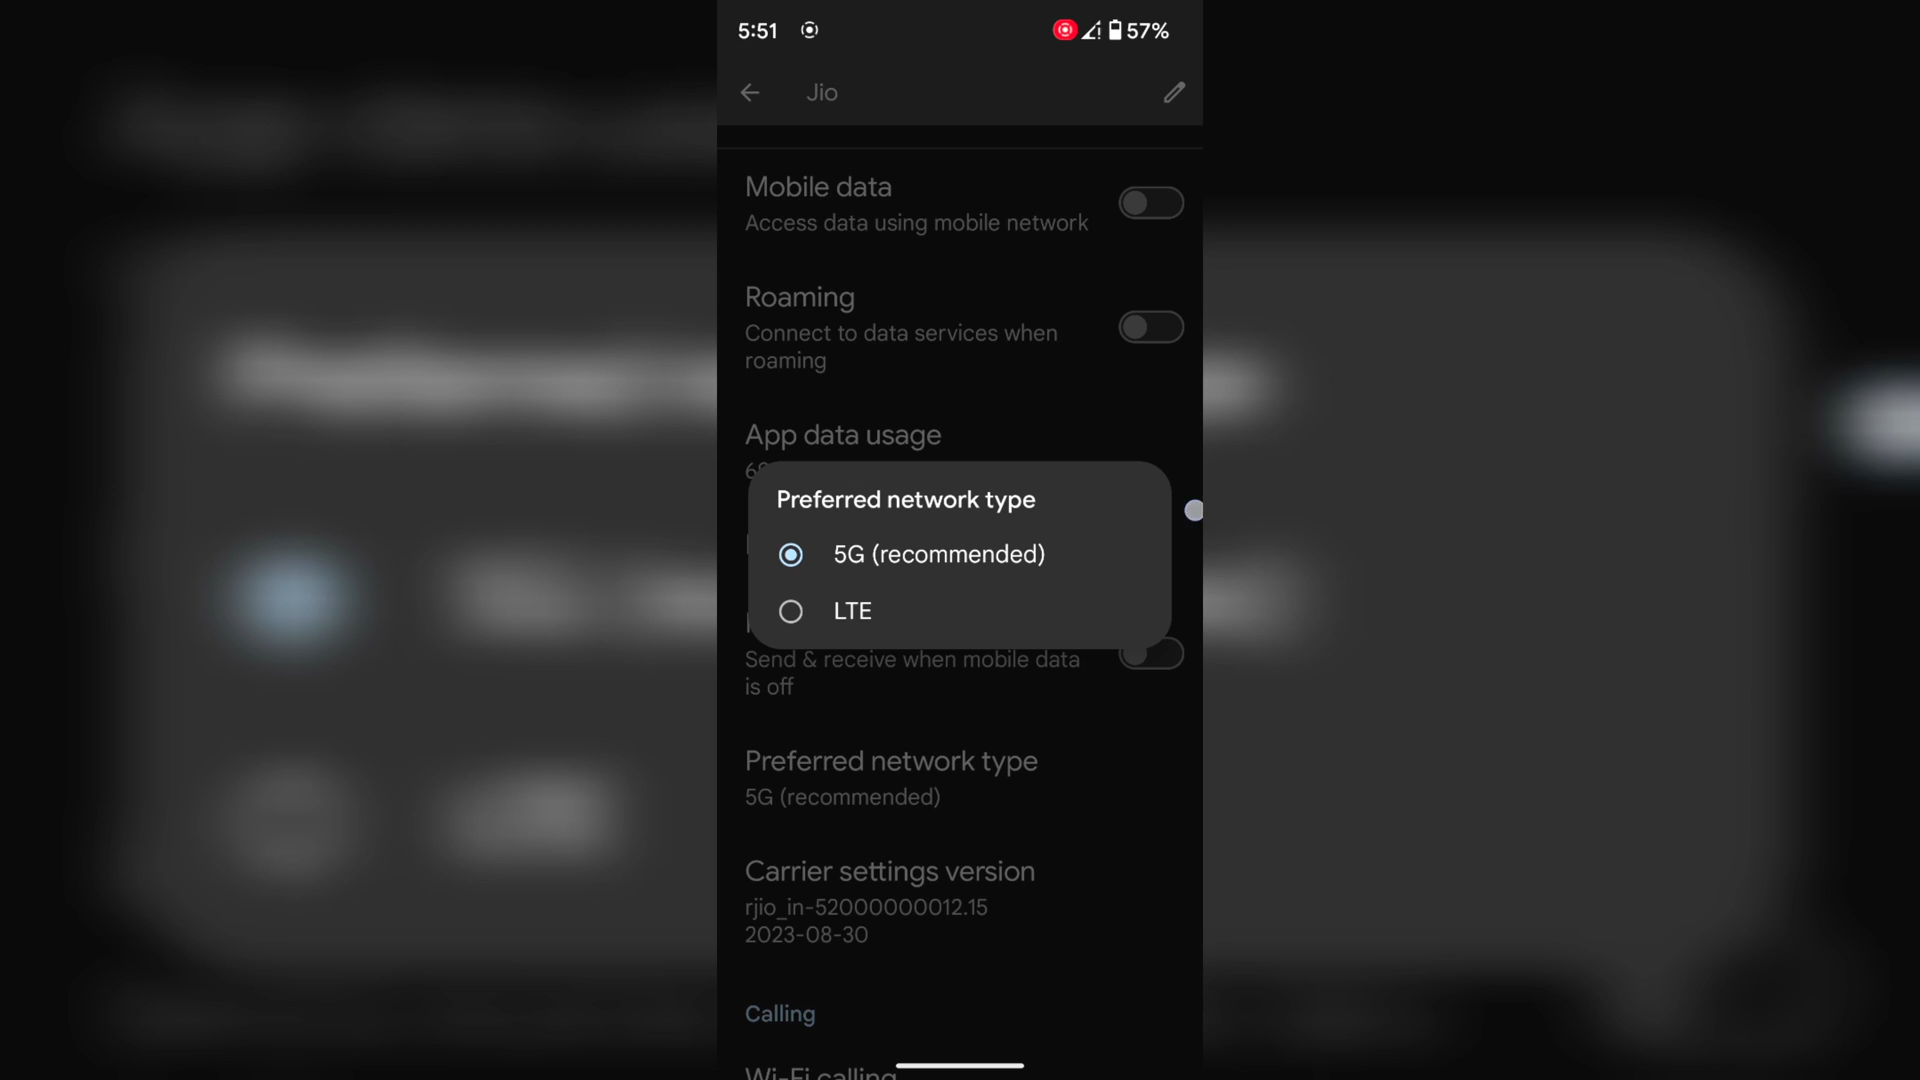 5:51
57%
Jio
Mobile data
Access data using mobile network
Roaming
Connect to data services when
roaming
App data usage
Preferred network type
5G (recommended)
LTE
Send & receive when mobile data
is off
Preferred network type
5G (recommended)
Carrier settings version
rjio_in-52000000012.15
2023-08-30
Calling
Wi-Fi calling